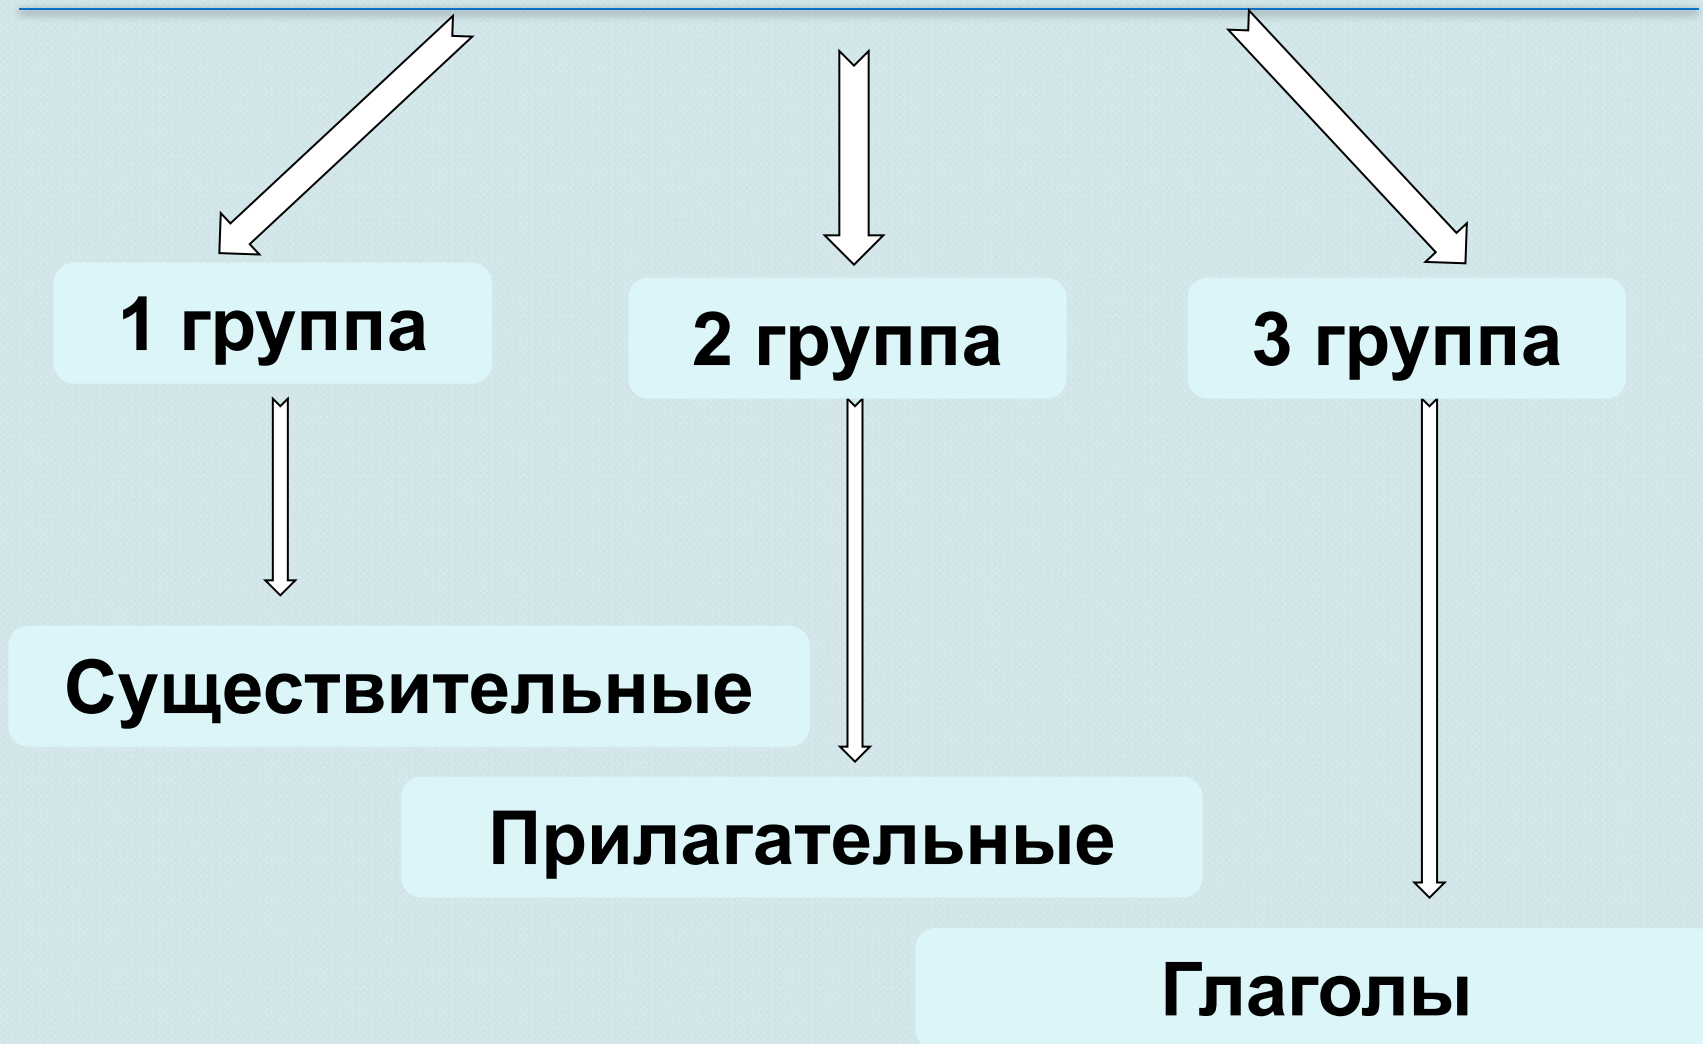 1 группа
2 группа
3 группа
Существительные
Прилагательные
Глаголы